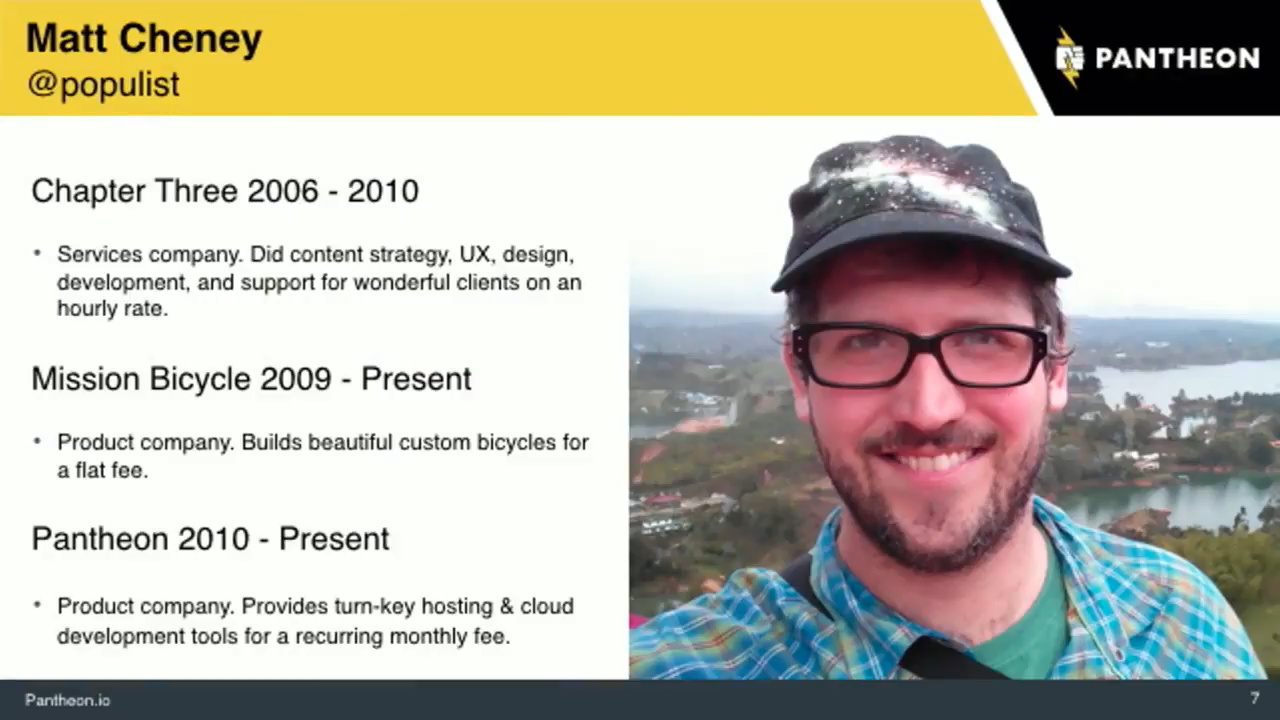 Matt Cheney
@populist
PANTHEON
Chapter Three 2006 - 2010
• Services company. Did content strategy, UX, design,
development, and support for wonderful clients on an
hourly rate.
Mission Bicycle 2009 - Present
• Product company. Builds beautiful custom bicycles for
a flat fee.
Pantheon 2010 - Present
• Product company. Provides turn-key hosting & cloud
development tools for a recurring monthly fee.
Pantheon.io
7